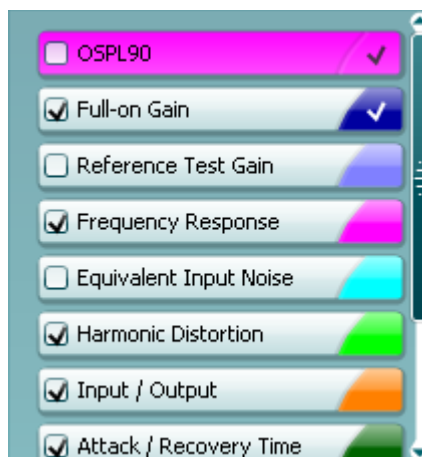 OSPL90
Full-on Gain
Reference Test Gain
Frequency Response
Equivalent Input Noise
Harmonic Distortion
Input / Output
Attack / Recovery Time